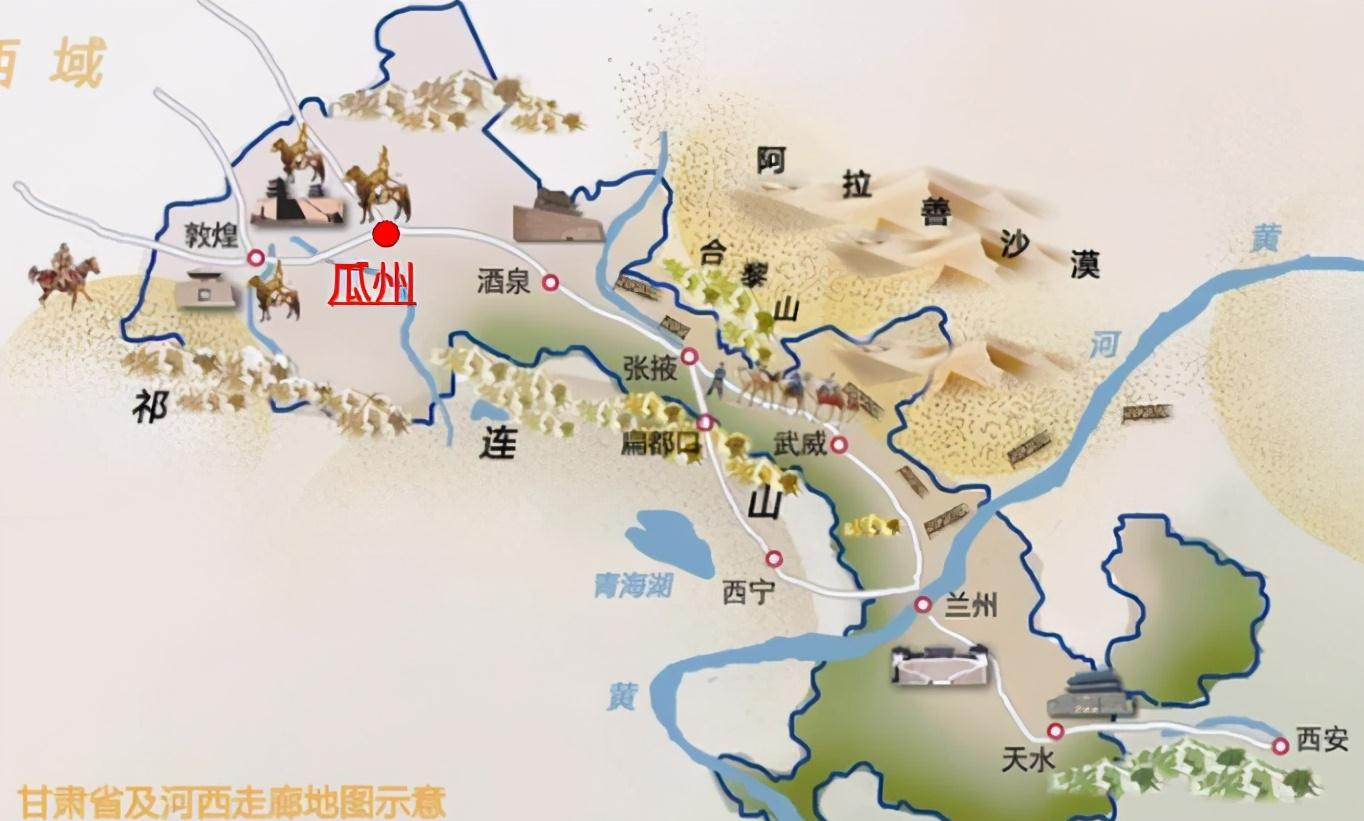 西域
阿拉善沙漠
黄河
敦煌
瓜州
合黎山
酒泉
张掖
祁连山
扁都口
武威
青海湖
西宁
兰州
黄
天水
西安
甘肃省及河西走廊地图示意